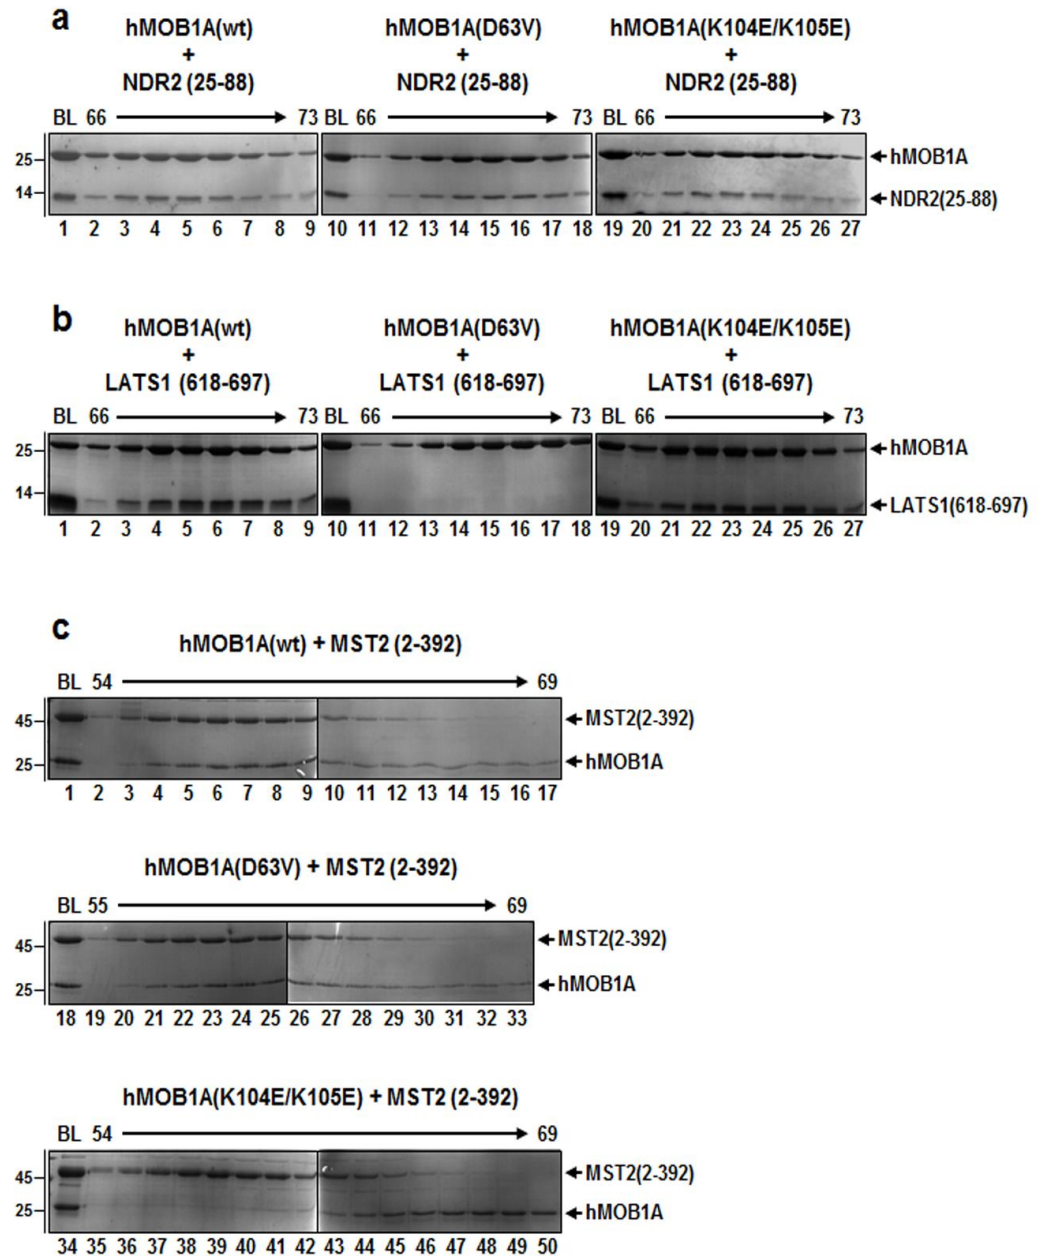 a
hMOB1A(wt) hMOB1A(D63V) hMOB1A(K104E/K105E)
+ + +
NDR2 (25-88) NDR2 (25-88) NDR2 (25-88)
BL 66 73 BL 66 73 BL 66 73
25 hMOB1A
14 NDR2(25-88)
1 2 3 4 5 6 7 8 9 10 11 12 13 14 15 16 17 18 19 20 21 22 23 24 25 26 27
b
hMOB1A(wt) hMOB1A(D63V) hMOB1A(K104E/K105E)
+ + +
LATS1 (618-697) LATS1 (618-697) LATS1 (618-697)
BL 66 73 BL 66 73 BL 66 73
25 hMOB1A
14 LATS1(618-697)
1 2 3 4 5 6 7 8 9 10 11 12 13 14 15 16 17 18 19 20 21 22 23 24 25 26 27
c
hMOB1A(wt) + MST2 (2-392)
BL 54 69
45 MST2(2-392)
25 hMOB1A
1 2 3 4 5 6 7 8 9 10 11 12 13 14 15 16 17
hMOB1A(D63V) + MST2 (2-392)
BL 55 69
45 MST2(2-392)
25 hMOB1A
18 19 20 21 22 23 24 25 26 27 28 29 30 31 32 33
hMOB1A(K104E/K105E) + MST2 (2-392)
BL 54 69
45 MST2(2-392)
25 hMOB1A
34 35 36 37 38 39 40 41 42 43 44 45 46 47 48 49 50